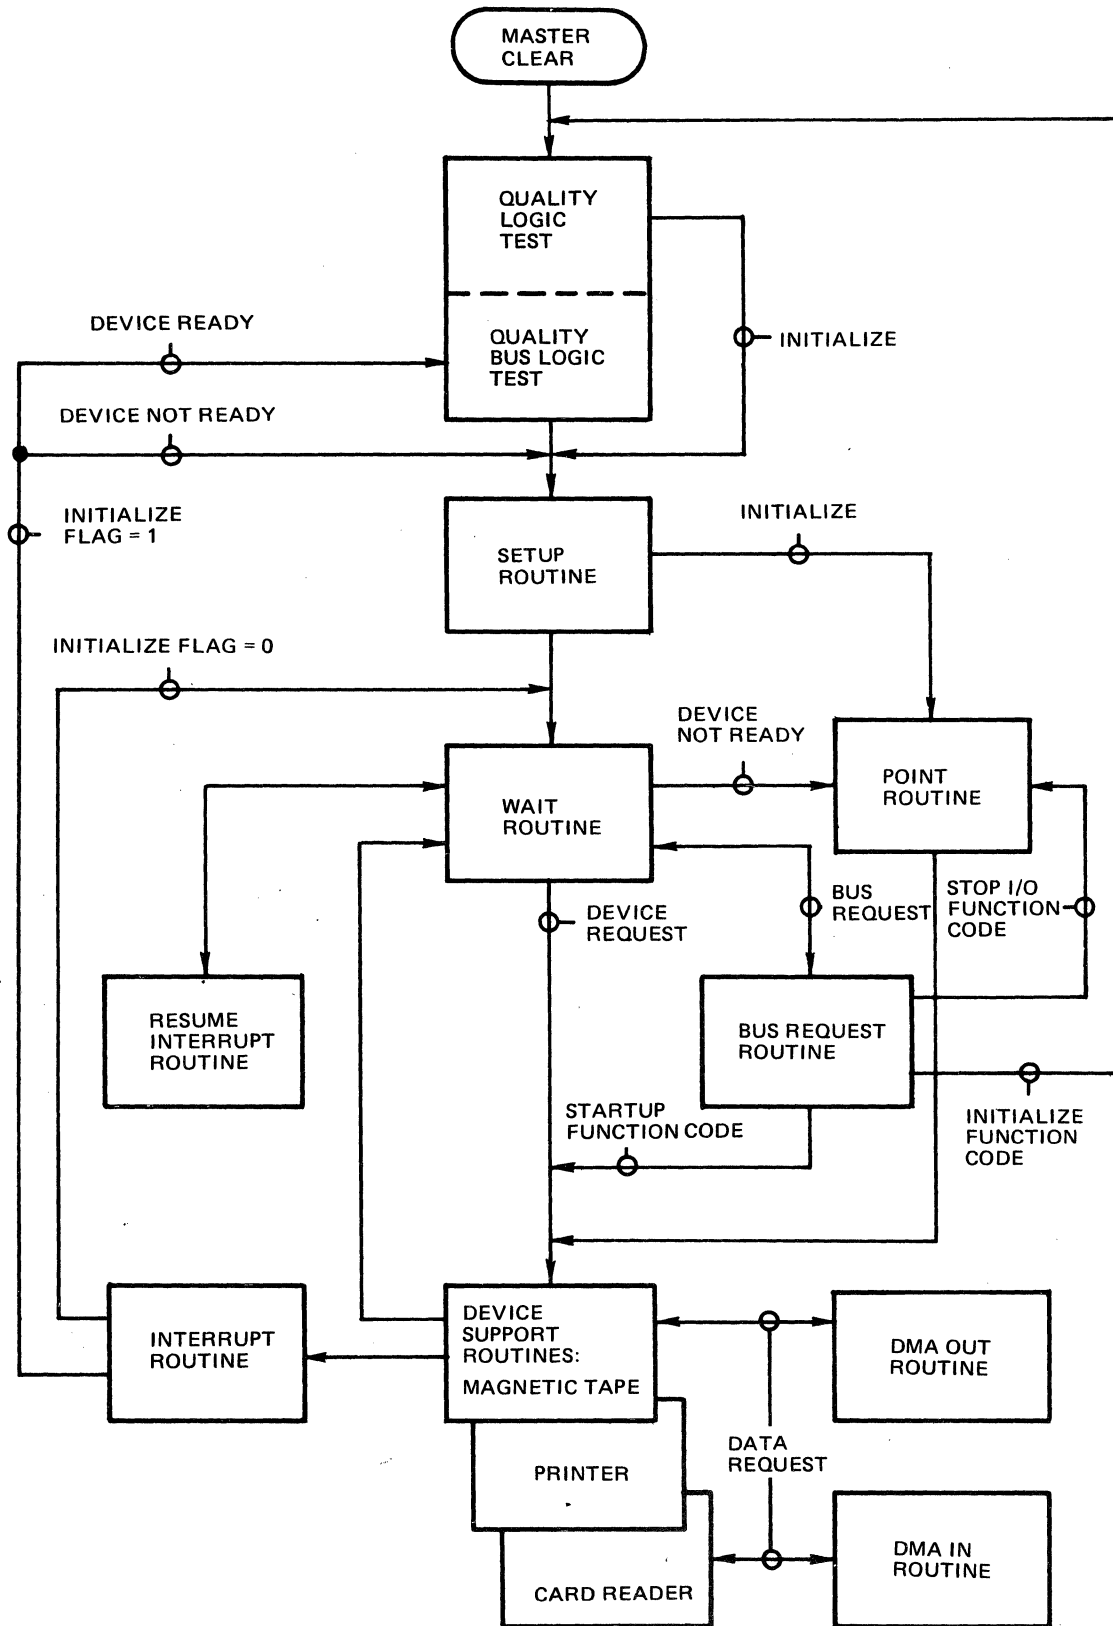 MASTER
CLEAR
QUALITY
LOGIC
TEST
DEVICE READY
QUALITY
BUS LOGIC
TEST
INITIALIZE
DEVICE NOT READY
INITIALIZE
FLAG = 1
SETUP
ROUTINE
INITIALIZE
INITIALIZE FLAG = 0
DEVICE
NOT READY
WAIT
ROUTINE
POINT
ROUTINE
DEVICE
REQUEST
BUS
REQUEST
STOP I/O
FUNCTION
CODE
RESUME
INTERRUPT
ROUTINE
BUS REQUEST
ROUTINE
STARTUP
FUNCTION CODE
INITIALIZE
FUNCTION
CODE
INTERRUPT
ROUTINE
DEVICE
SUPPORT
ROUTINES:
MAGNETIC TAPE
DMA OUT
ROUTINE
PRINTER
DATA
REQUEST
CARD READER
DMA IN
ROUTINE